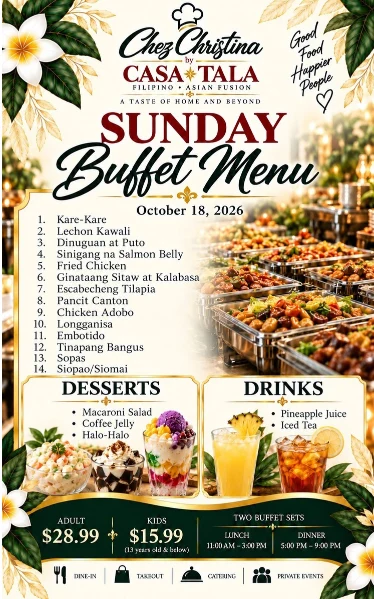 Chez Christina
by
CASA TALA
FILIPINO • ASIAN FUSION
A TASTE OF HOME AND BEYOND
Good
Food
Happier
People
SUNDAY
Buffet Menu
October 18, 2026
1. Kare-Kare
2. Lechon Kawali
3. Dinuguan at Puto
4. Sinigang na Salmon Belly
5. Fried Chicken
6. Ginataang Sitaw at Kalabasa
7. Escabecheng Tilapia
8. Pancit Canton
9. Chicken Adobo
10. Longganisa
11. Embotido
12. Tinapang Bangus
13. Sopas
14. Siopao/Siomai
DESSERTS
• Macaroni Salad
• Coffee Jelly
• Halo-Halo
DRINKS
• Pineapple Juice
• Iced Tea
ADULT
$28.99
KIDS
$15.99
(13 years old & below)
TWO BUFFET SETS
LUNCH
11:00 AM – 3:00 PM
DINNER
5:00 PM – 9:00 PM
DINE-IN
TAKEOUT
CATERING
PRIVATE EVENTS